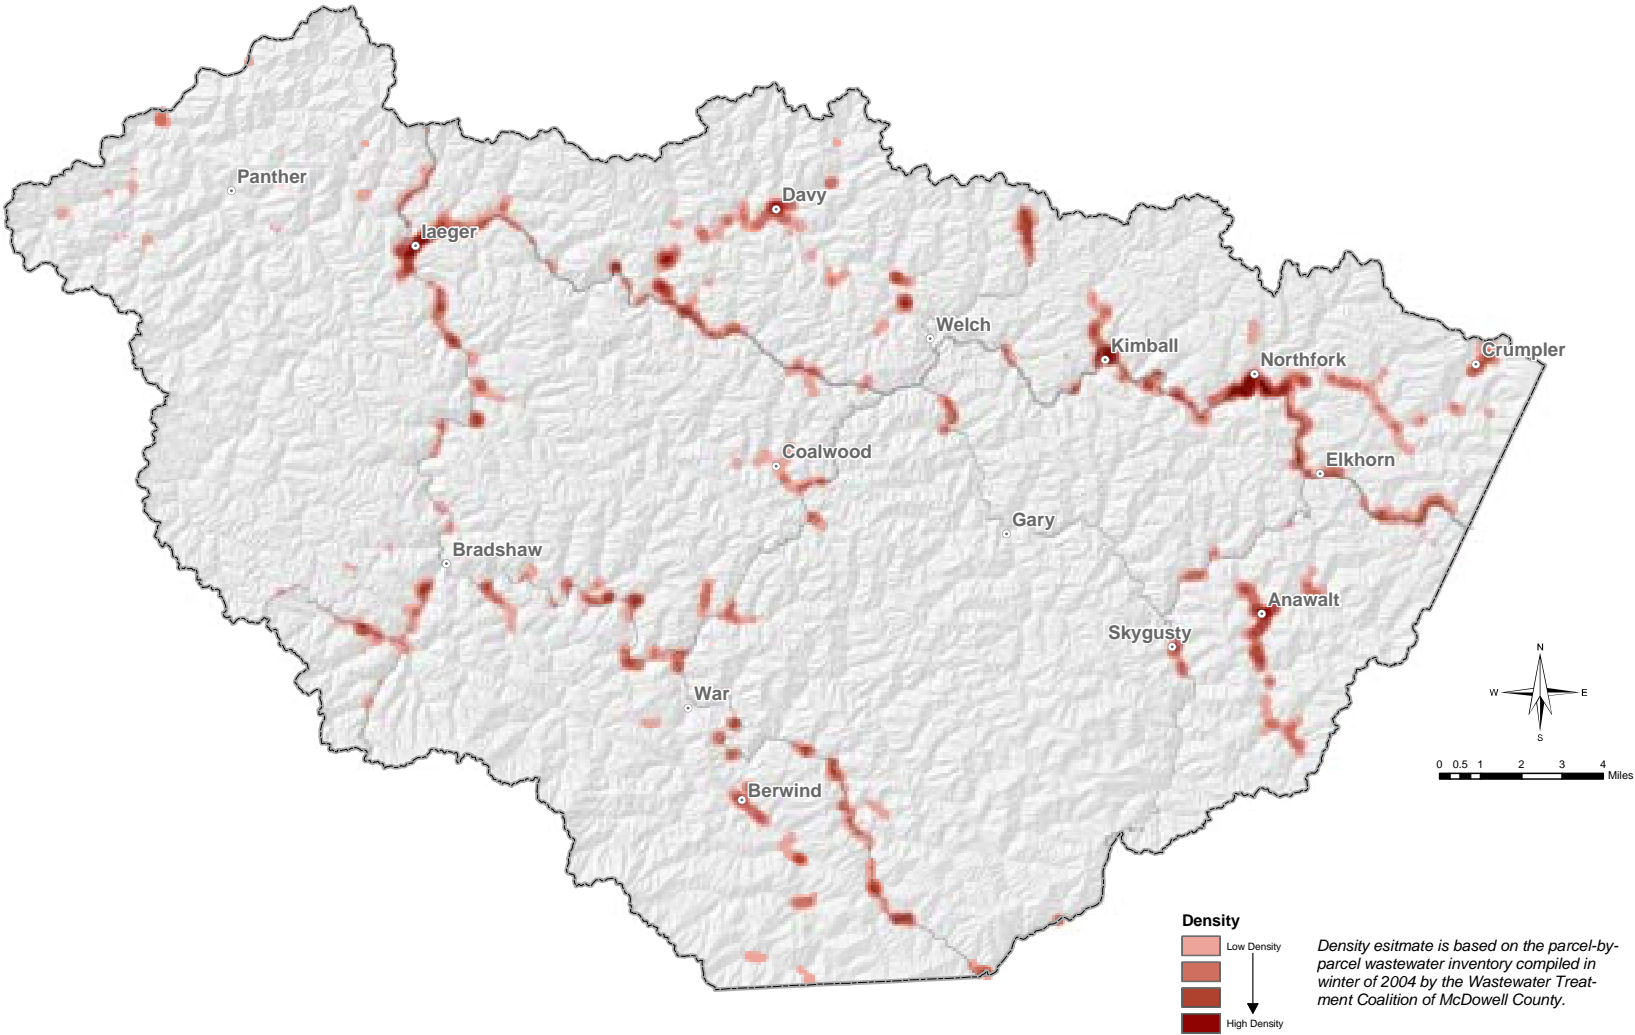 Panther
Davy
Iaeger
Welch
Kimball
Northfork
Crumpler
Coalwood
Elkhorn
Gary
Bradshaw
Anawalt
Skygusty
War
Berwind
N
W E
S
0 0.5 1 2 3 4 Miles
Density
Low Density
High Density
Density esitmate is based on the parcel-by-
parcel wastewater inventory compiled in
winter of 2004 by the Wastewater Treat-
ment Coalition of McDowell County.